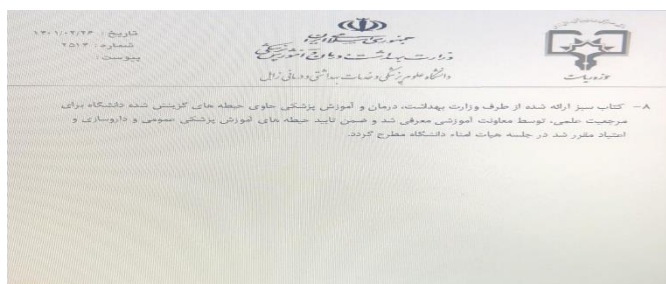 جمهوری اسلامی ایران
وزارت بهداشت، درمان و آموزش پزشکی
دانشگاه علوم پزشکی و خدمات بهداشتی و درمانی زابل
تاریخ : ۱۴۰۱/۰۲/۲۶
شماره : ۲۵۱۴
پیوست :
حوزه ریاست
۸- کتاب سبز ارائه شده از طرف وزارت بهداشت، درمان و آموزش پزشکی حاوی حیطه های گزینش شده دانشگاه برای
مرجعیت علمی، توسط معاونت آموزشی معرفی شد و ضمن تایید حیطه های آموزش پزشکی عمومی و داروسازی و
اعتیاد مقرر شد در جلسه هیات امناء دانشگاه مطرح گردد.